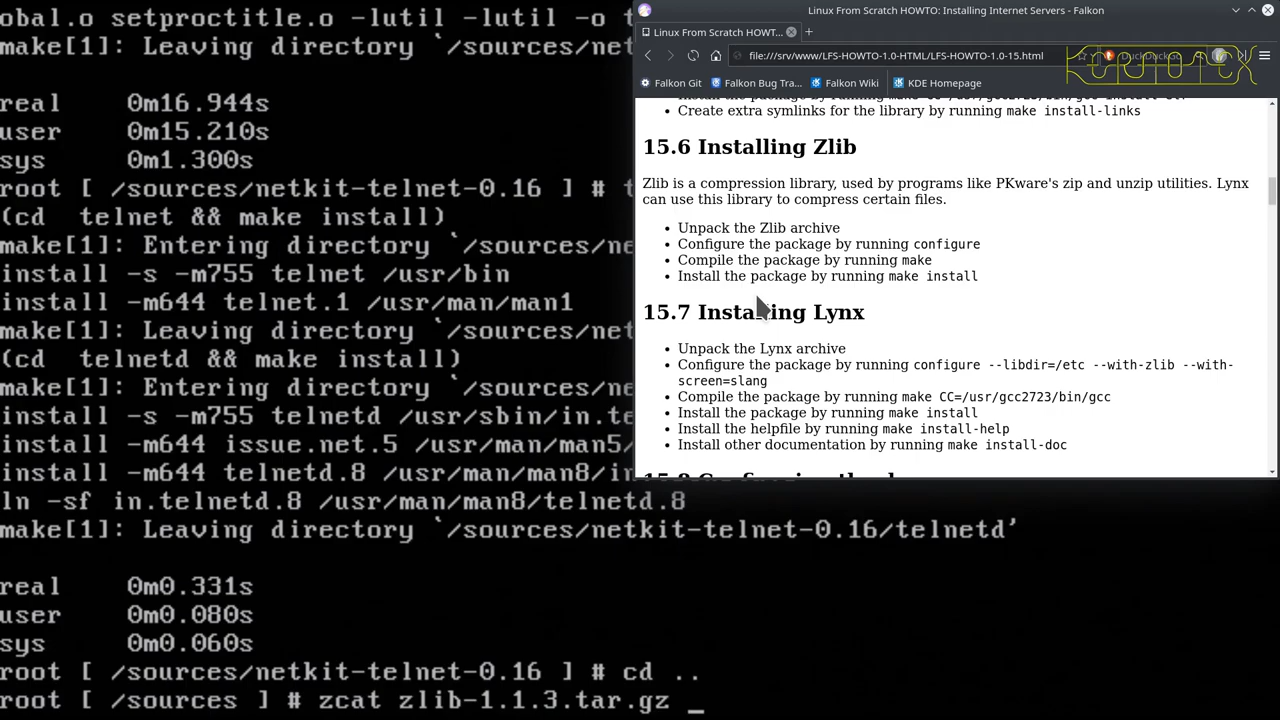 obal.o setproctitle.o -lutil -lutil -o t
make[1]: Leaving directory `/sources/net
real 0m16.944s
user 0m15.210s
sys 0m1.300s
root [ /sources/netkit-telnet-0.16 ] # t
(cd telnet && make install)
make[1]: Entering directory `/sources/ne
install -s -m755 telnet /usr/bin
install -m644 telnet.1 /usr/man/man1
make[1]: Leaving directory `/sources/net
(cd telnetd && make install)
make[1]: Entering directory `/sources/ne
install -s -m755 telnetd /usr/sbin/in.te
install -m644 issue.net.5 /usr/man/man5/
install -m644 telnetd.8 /usr/man/man8/in
ln -sf in.telnetd.8 /usr/man/man8/telnetd.8
make[1]: Leaving directory `/sources/netkit-telnet-0.16/telnetd'
real 0m0.331s
user 0m0.080s
sys 0m0.060s
root [ /sources/netkit-telnet-0.16 ] # cd ..
root [ /sources ] # zcat zlib-1.1.3.tar.gz _
Linux From Scratch HOWTO: Installing Internet Servers - Falkon
Linux From Scratch HOWT...
file:///srv/www/LFS-HOWTO-1.0-HTML/LFS-HOWTO-1.0-15.html
Falkon Git Falkon Bug Tra... Falkon Wiki KDE Homepage
Create extra symlinks for the library by running make install-links
15.6 Installing Zlib
Zlib is a compression library, used by programs like PKware's zip and unzip utilities. Lynx
can use this library to compress certain files.
Unpack the Zlib archive
Configure the package by running configure
Compile the package by running make
Install the package by running make install
15.7 Installing Lynx
Unpack the Lynx archive
Configure the package by running configure --libdir=/etc --with-zlib --with-
screen=slang
Compile the package by running make CC=/usr/gcc2723/bin/gcc
Install the package by running make install
Install the helpfile by running make install-help
Install other documentation by running make install-doc